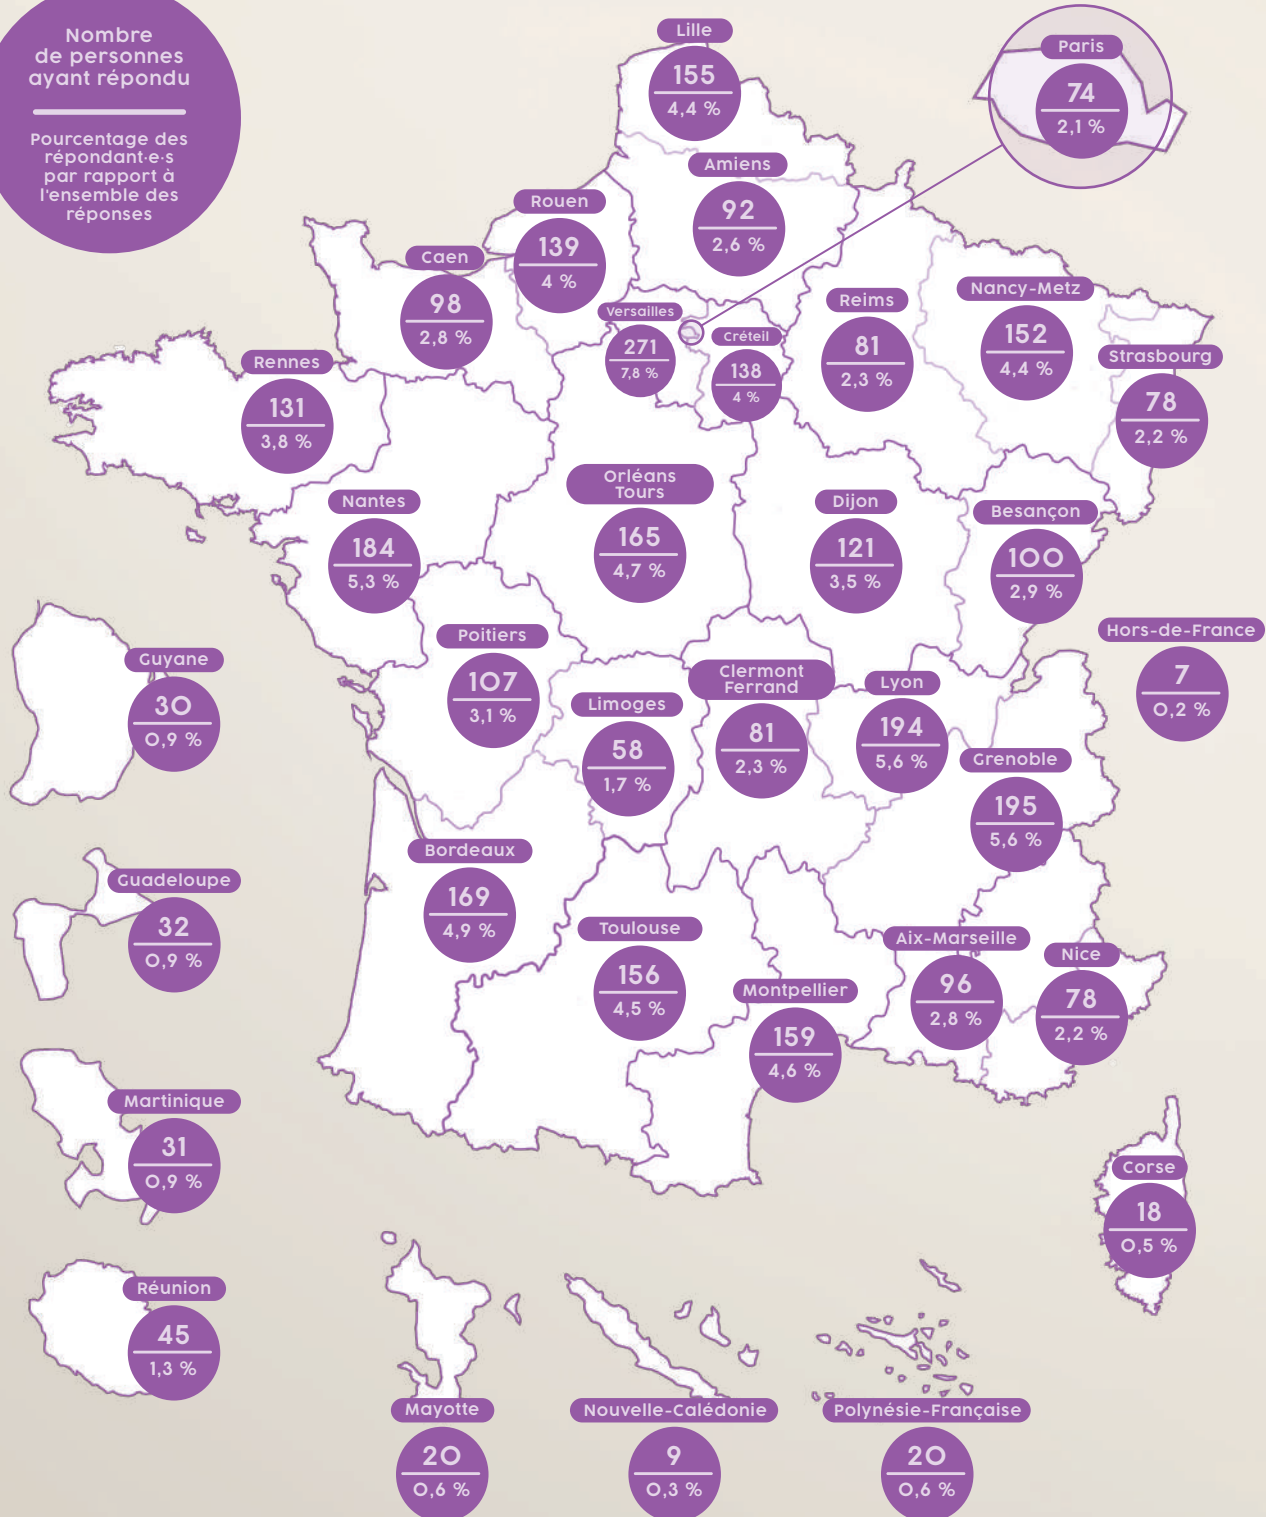 Nombre
de personnes
ayant répondu
Pourcentage des
répondant·e·s
par rapport à
l'ensemble des
réponses
Lille
155
4,4 %
Paris
74
2,1 %
Amiens
92
2,6 %
Rouen
139
4 %
Caen
98
2,8 %
Versailles
271
7,8 %
Créteil
138
4 %
Reims
81
2,3 %
Nancy-Metz
152
4,4 %
Strasbourg
78
2,2 %
Rennes
131
3,8 %
Nantes
184
5,3 %
Orléans
Tours
165
4,7 %
Dijon
121
3,5 %
Besançon
100
2,9 %
Hors-de-France
7
0,2 %
Guyane
30
0,9 %
Poitiers
107
3,1 %
Limoges
58
1,7 %
Clermont
Ferrand
81
2,3 %
Lyon
194
5,6 %
Grenoble
195
5,6 %
Guadeloupe
32
0,9 %
Bordeaux
169
4,9 %
Toulouse
156
4,5 %
Montpellier
159
4,6 %
Aix-Marseille
96
2,8 %
Nice
78
2,2 %
Martinique
31
0,9 %
Corse
18
0,5 %
Réunion
45
1,3 %
Mayotte
20
0,6 %
Nouvelle-Calédonie
9
0,3 %
Polynésie-Française
20
0,6 %